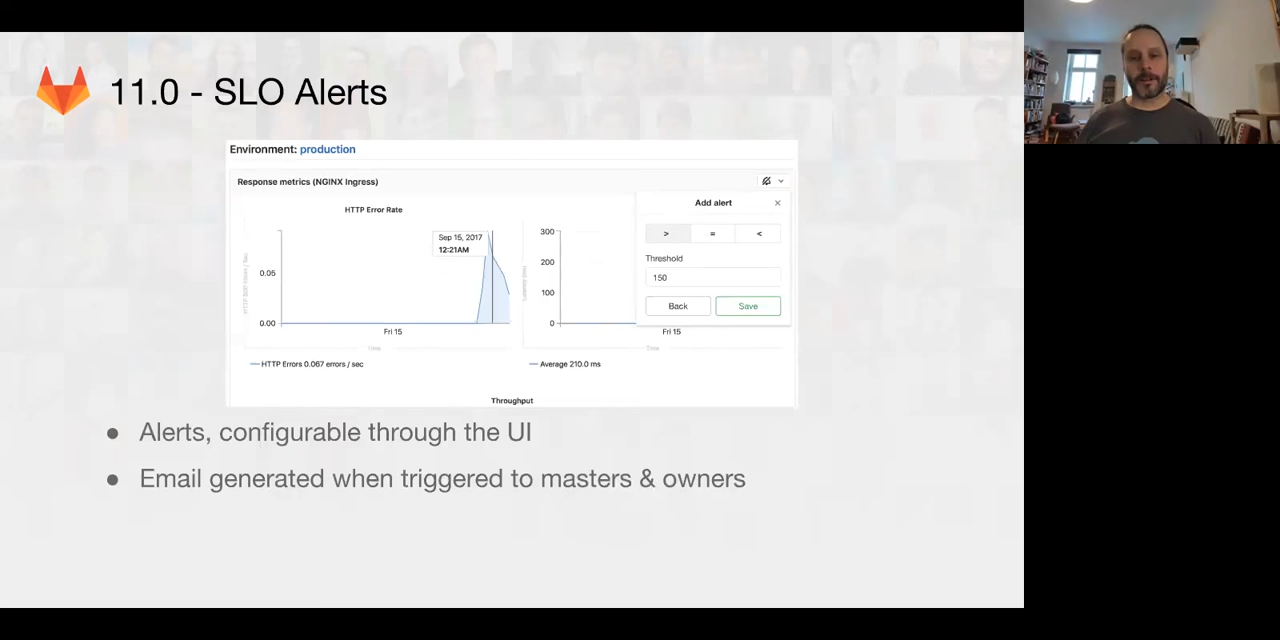 11.0 - SLO Alerts
Environment: production
Response metrics (NGINX Ingress)
HTTP Error Rate
Sep 15, 2017
12:21AM
0.05
0.00
Fri 15
Time
HTTP Errors 0.067 errors / sec
300
200
100
0
Fri 15
Time
Average 210.0 ms
Add alert
×
>
=
<
Threshold
150
Back
Save
Throughput
● Alerts, configurable through the UI
● Email generated when triggered to masters & owners